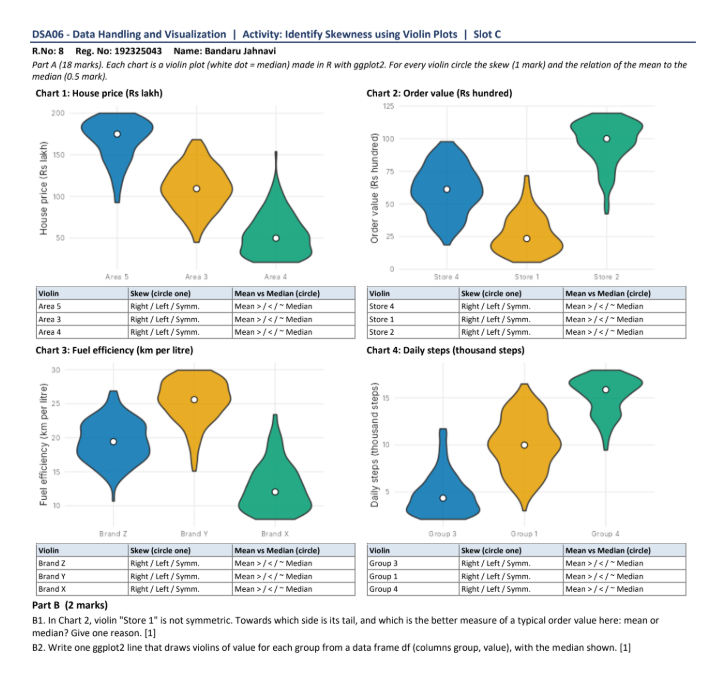 DSA06 - Data Handling and Visualization | Activity: Identify Skewness using Violin Plots | Slot C
R.No: 8 Reg. No: 192325043 Name: Bandaru Jahnavi
Part A (18 marks). Each chart is a violin plot (white dot = median) made in R with ggplot2. For every violin circle the skew (1 mark) and the relation of the mean to the
median (0.5 mark).
Chart 1: House price (Rs lakh)
House price (Rs lakh)
200
150
100
50
Area 5 Area 3 Area 4
Violin Skew (circle one) Mean vs Median (circle)
Area 5 Right / Left / Symm. Mean > / < / ~ Median
Area 3 Right / Left / Symm. Mean > / < / ~ Median
Area 4 Right / Left / Symm. Mean > / < / ~ Median
Chart 2: Order value (Rs hundred)
Order value (Rs hundred)
125
100
75
50
25
0
Store 4 Store 1 Store 2
Violin Skew (circle one) Mean vs Median (circle)
Store 4 Right / Left / Symm. Mean > / < / ~ Median
Store 1 Right / Left / Symm. Mean > / < / ~ Median
Store 2 Right / Left / Symm. Mean > / < / ~ Median
Chart 3: Fuel efficiency (km per litre)
Fuel efficiency (km per litre)
30
25
20
15
10
Brand Z Brand Y Brand X
Violin Skew (circle one) Mean vs Median (circle)
Brand Z Right / Left / Symm. Mean > / < / ~ Median
Brand Y Right / Left / Symm. Mean > / < / ~ Median
Brand X Right / Left / Symm. Mean > / < / ~ Median
Chart 4: Daily steps (thousand steps)
Daily steps (thousand steps)
15
10
5
Group 3 Group 1 Group 4
Violin Skew (circle one) Mean vs Median (circle)
Group 3 Right / Left / Symm. Mean > / < / ~ Median
Group 1 Right / Left / Symm. Mean > / < / ~ Median
Group 4 Right / Left / Symm. Mean > / < / ~ Median
Part B (2 marks)
B1. In Chart 2, violin "Store 1" is not symmetric. Towards which side is its tail, and which is the better measure of a typical order value here: mean or
median? Give one reason. [1]
B2. Write one ggplot2 line that draws violins of value for each group from a data frame df (columns group, value), with the median shown. [1]